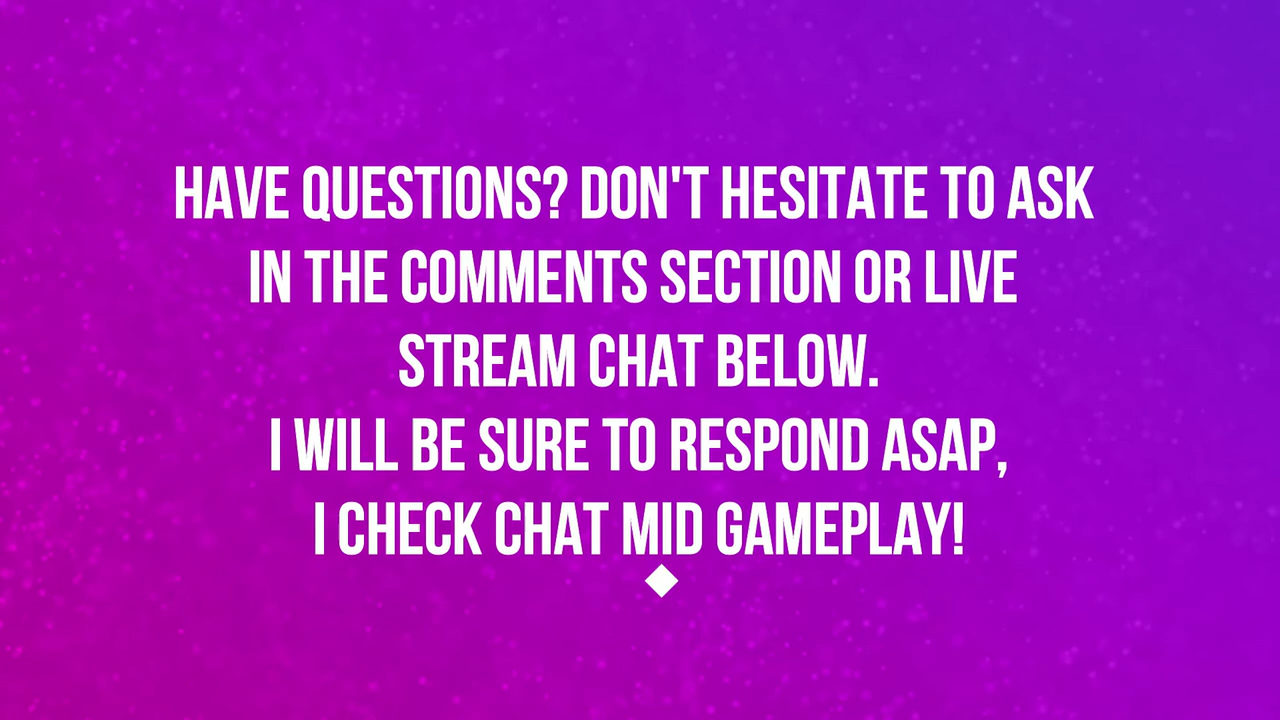 HAVE QUESTIONS? DON'T HESITATE TO ASK
IN THE COMMENTS SECTION OR LIVE
STREAM CHAT BELOW.
I WILL BE SURE TO RESPOND ASAP,
I CHECK CHAT MID GAMEPLAY!